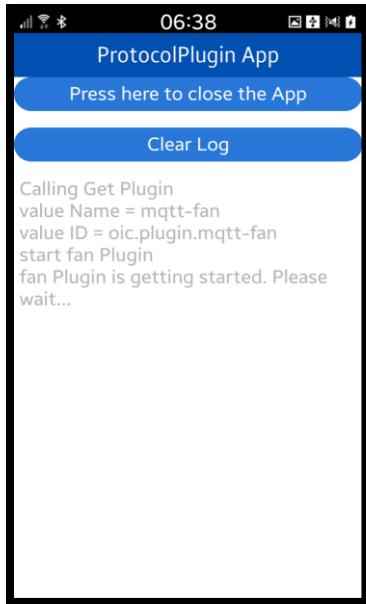 06:38
ProtocolPlugin App
Press here to close the App
Clear Log
Calling Get Plugin
value Name = mqtt-fan
value ID = oic.plugin.mqtt-fan
start fan Plugin
fan Plugin is getting started. Please
wait...